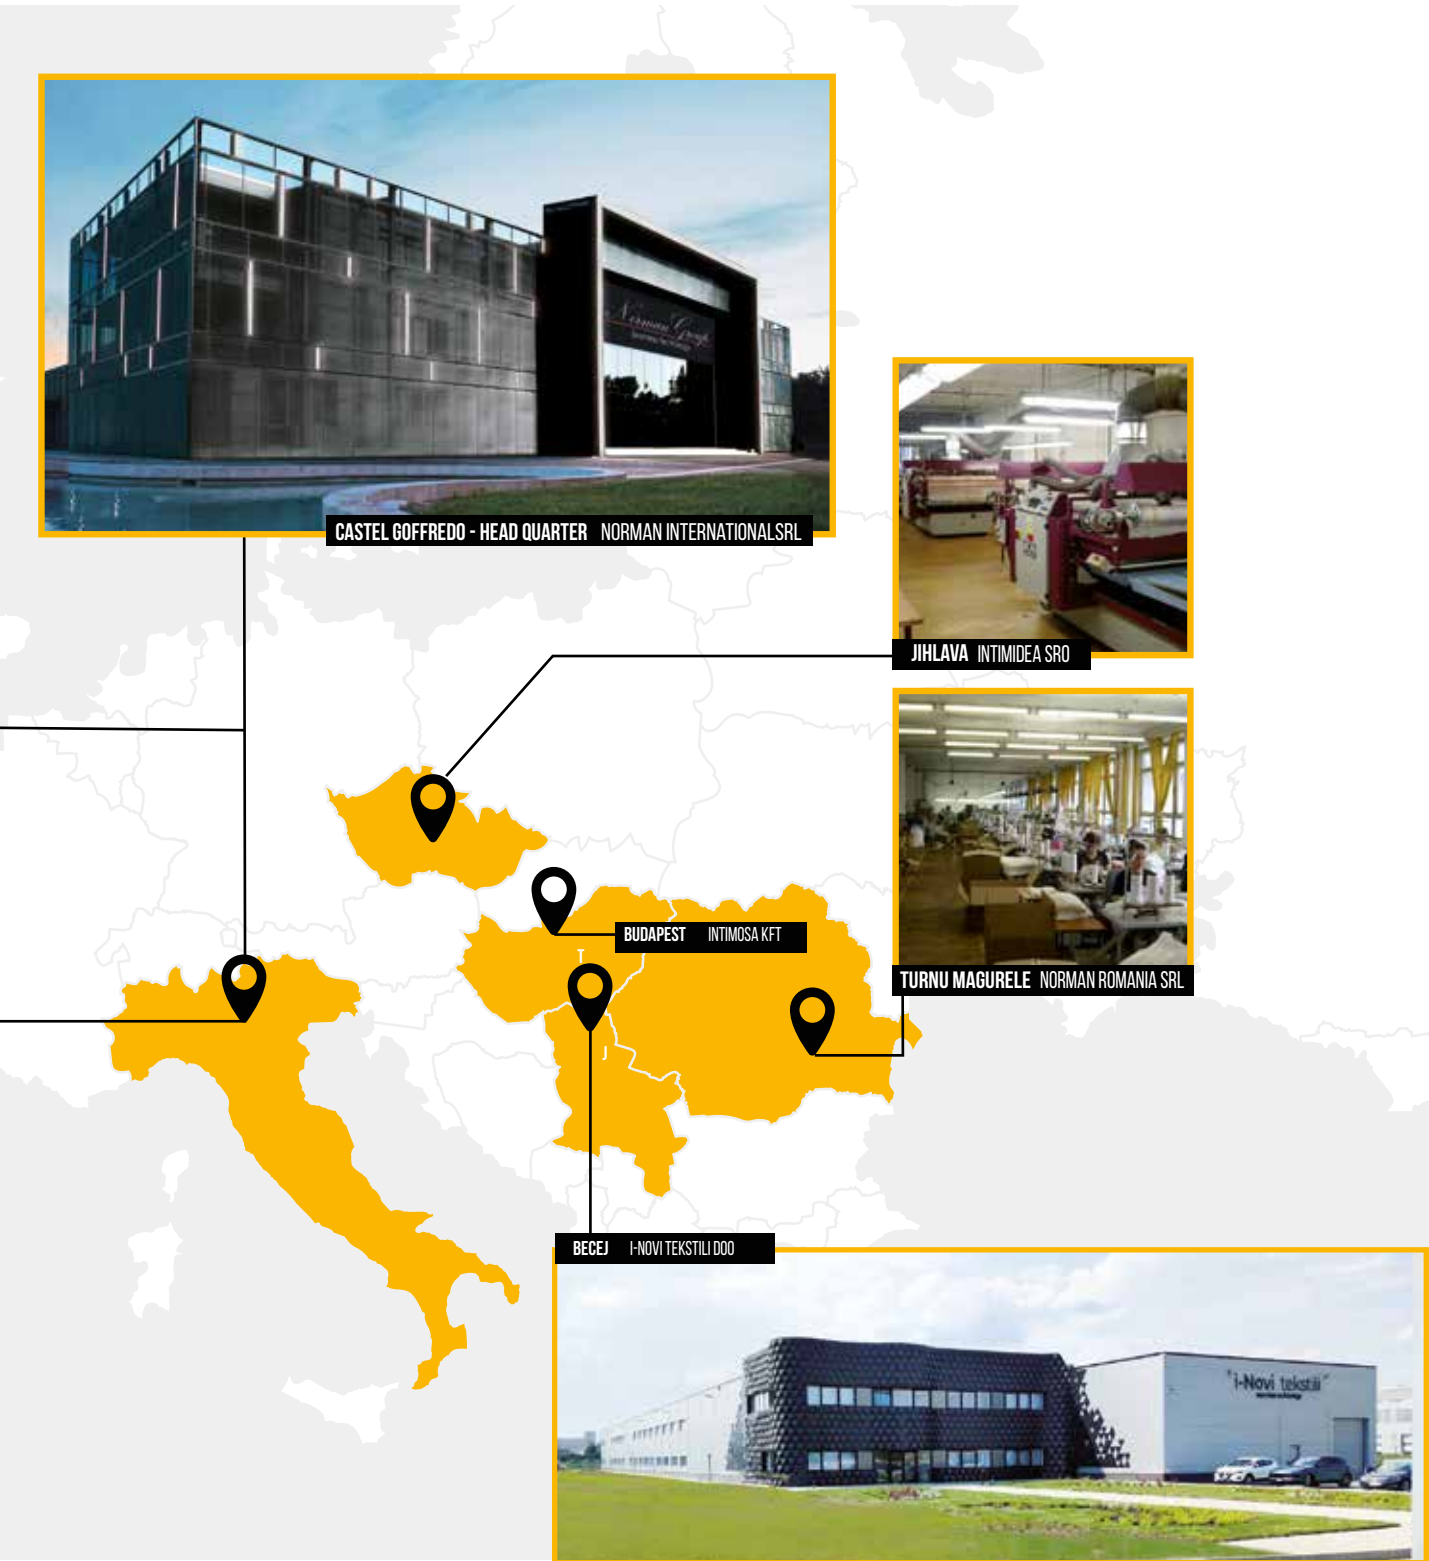 Norman Group
CASTEL GOFFREDO - HEAD QUARTER NORMAN INTERNATIONALSRL
JIHLAVA INTIMIDEA SRO
BUDAPEST INTIMOSA KFT
T
TURNU MAGURELE NORMAN ROMANIA SRL
J
BECEJ I-NOVI TEKSTILI DOO
i-Novi tekstili